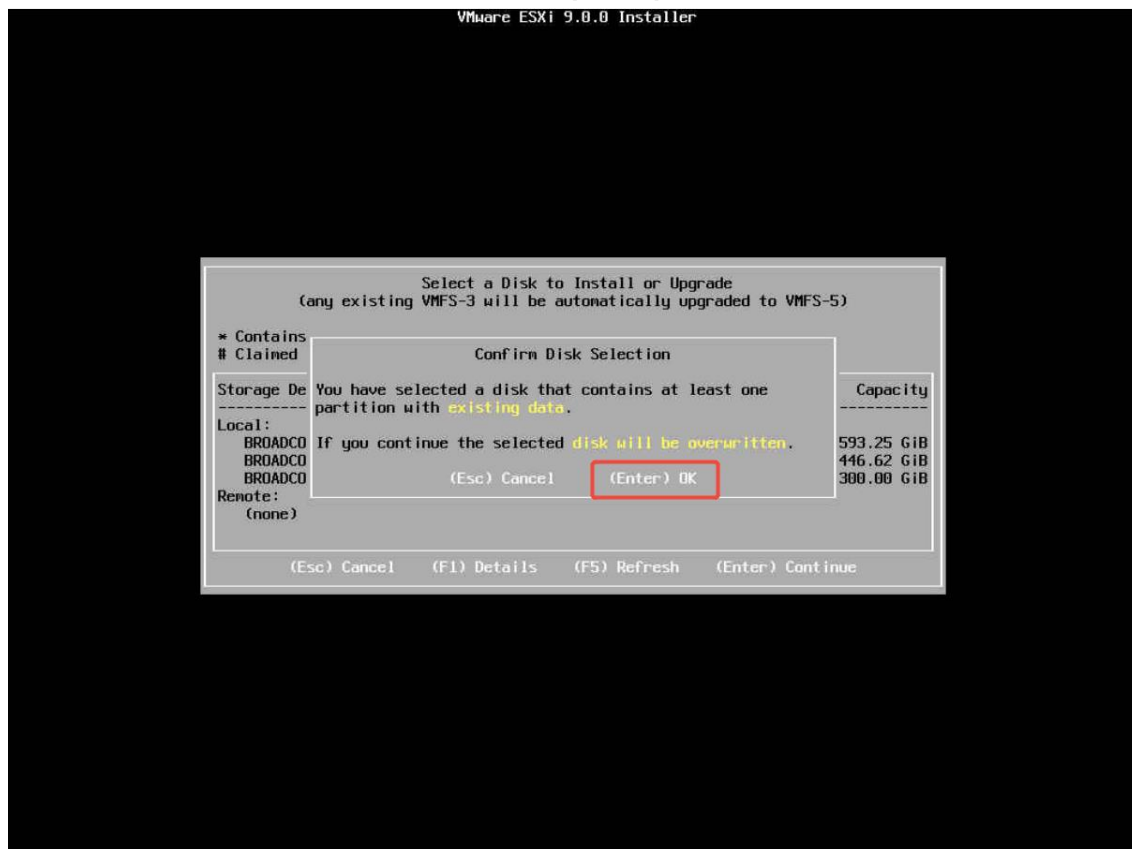 VMware ESXi 9.0.0 Installer
Select a Disk to Install or Upgrade
(any existing VMFS-3 will be automatically upgraded to VMFS-5)
* Contains
# Claimed
Confirm Disk Selection
Storage De
Capacity
You have selected a disk that contains at least one
partition with existing data.
----------
----------
Local:
If you continue the selected disk will be overwritten.
BROADCO
593.25 GiB
BROADCO
446.62 GiB
BROADCO
300.00 GiB
(Esc) Cancel (Enter) OK
Remote:
(none)
(Esc) Cancel (F1) Details (F5) Refresh (Enter) Continue